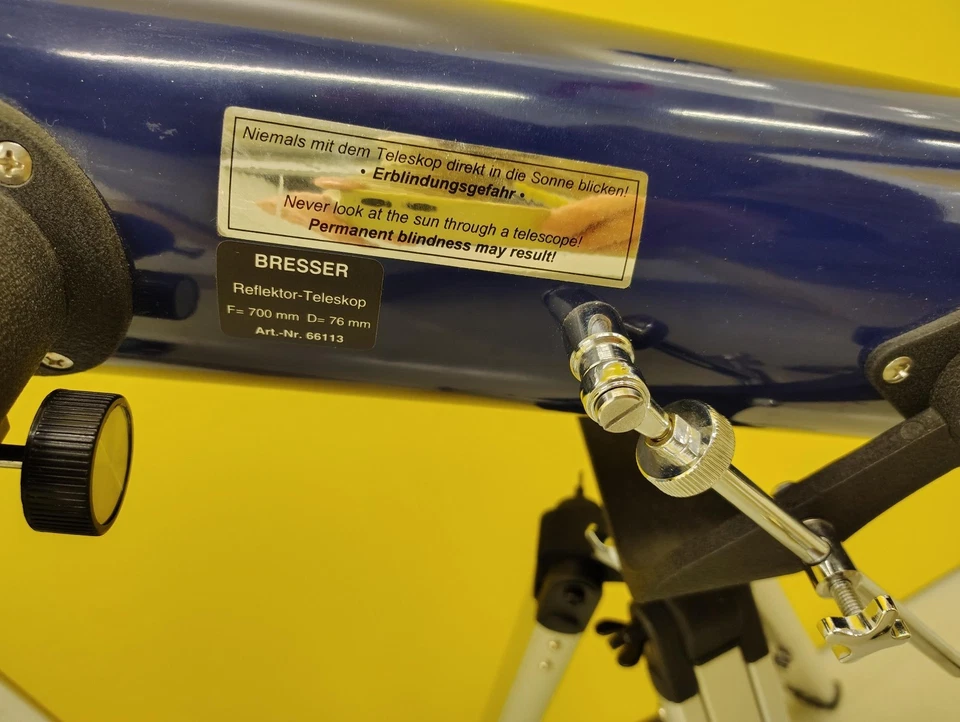 Niemals mit dem Teleskop direkt in die Sonne blicken!
• Erblindungsgefahr •
Never look at the sun through a telescope!
Permanent blindness may result!
BRESSER
Reflektor-Teleskop
F= 700 mm D= 76 mm
Art.-Nr. 66113